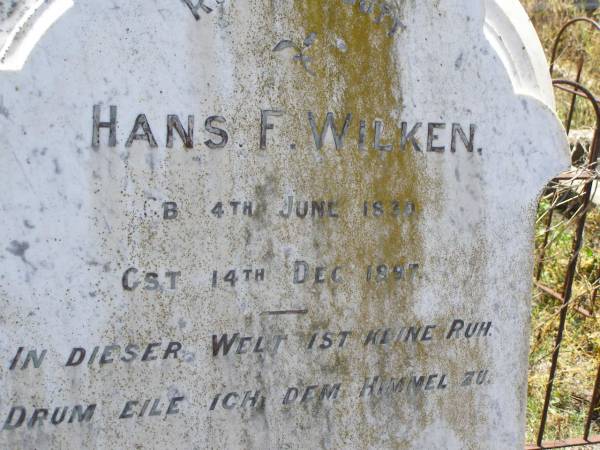 HANS. F. WILKEN.
B 4TH JUNE
GST 14TH DEC 1897.
IN DIESER, WELT IST KEINE RUH.
DRUM EILE ICH DEM HIMMEL ZU.